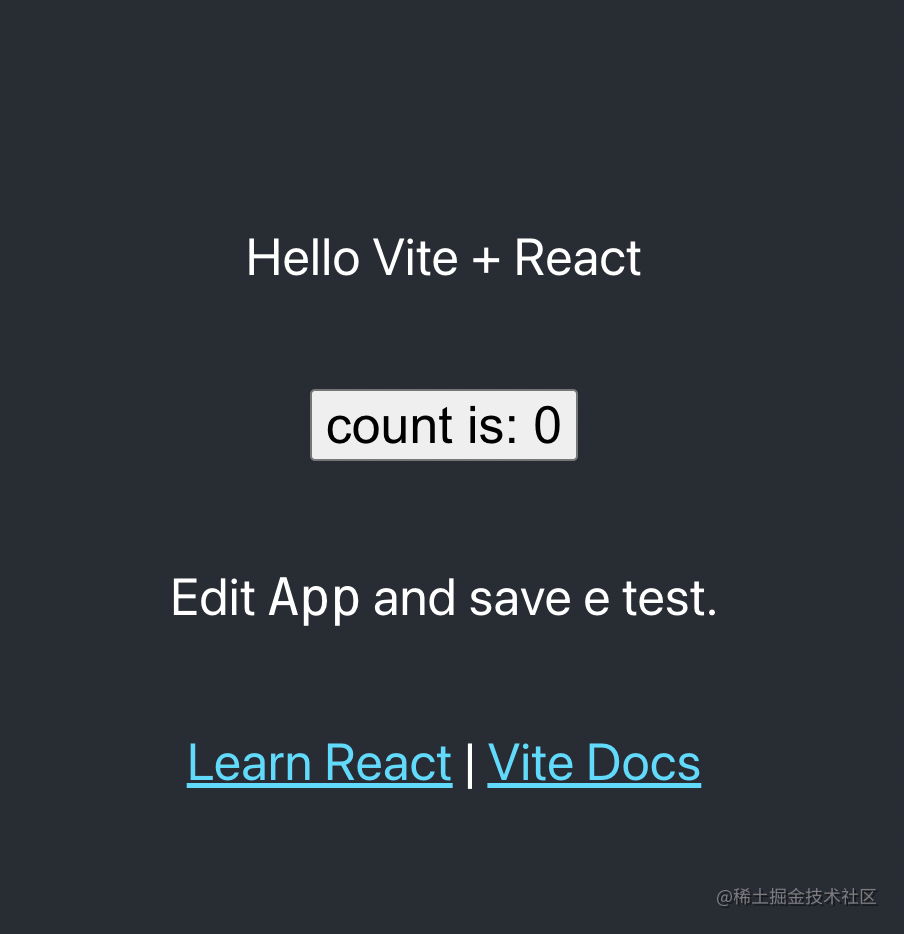 Hello Vite + React
count is: 0
Edit App and save e test.
Learn React | Vite Docs
@稀土掘金技术社区